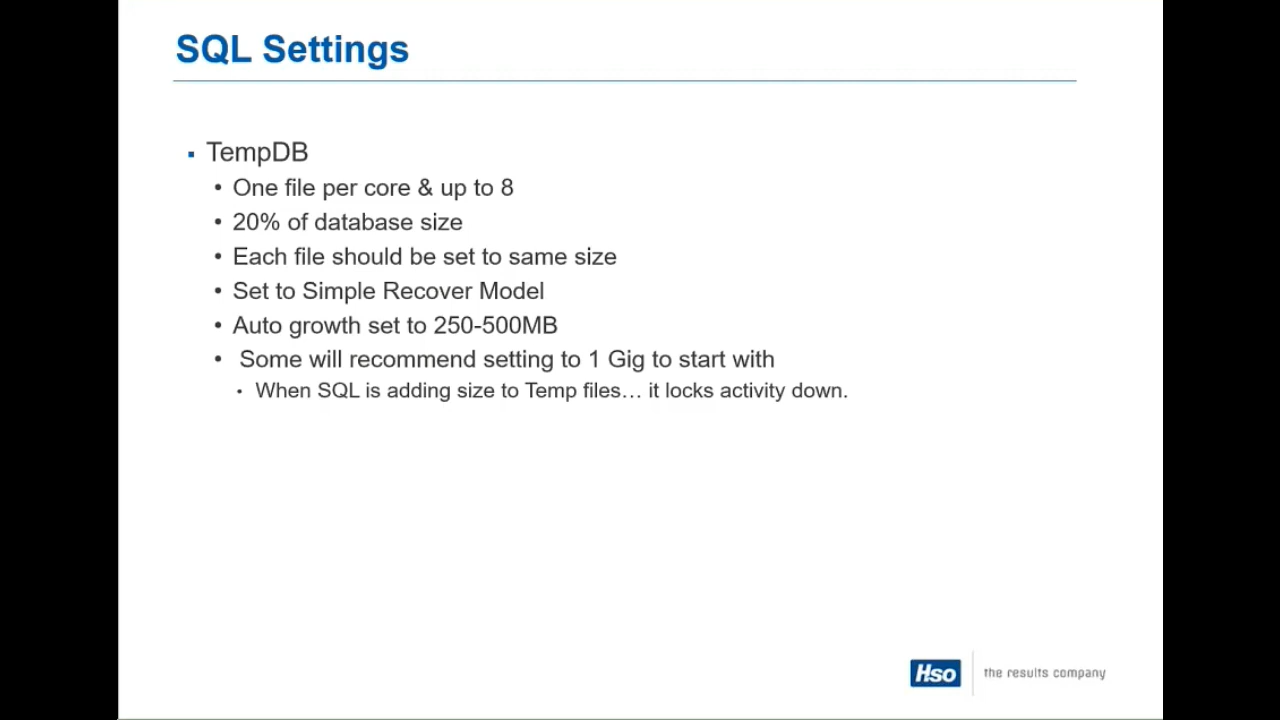 SQL Settings
TempDB
One file per core & up to 8
20% of database size
Each file should be set to same size
Set to Simple Recover Model
Auto growth set to 250-500MB
Some will recommend setting to 1 Gig to start with
When SQL is adding size to Temp files… it locks activity down.
Hso the results company